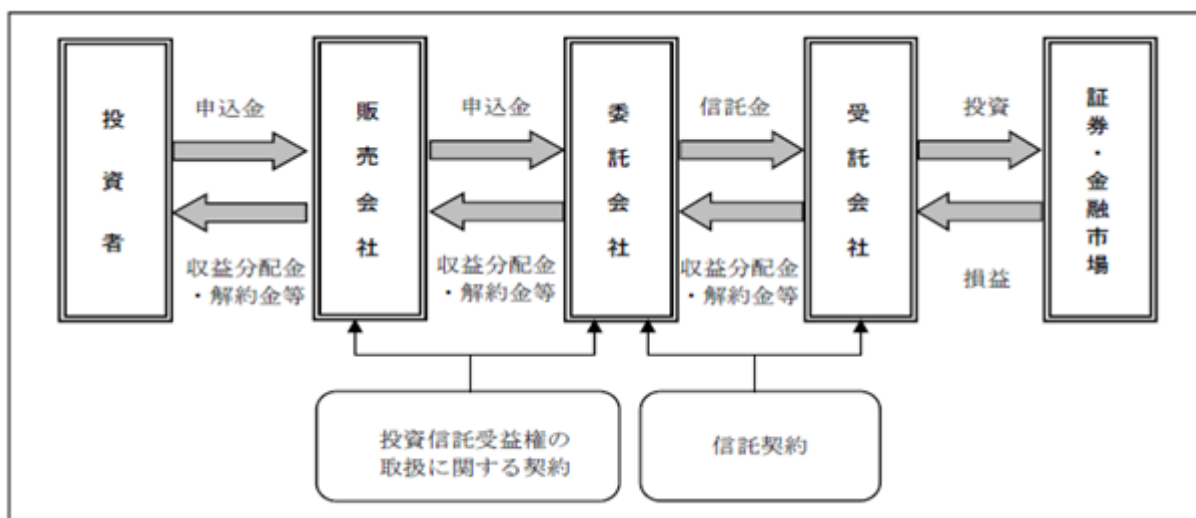 投資者
申込金
収益分配金
・解約金等
販売会社
申込金
収益分配金
・解約金等
委託会社
信託金
収益分配金
・解約金等
受託会社
投資
損益
証券・金融市場
投資信託受益権の
取扱に関する契約
信託契約